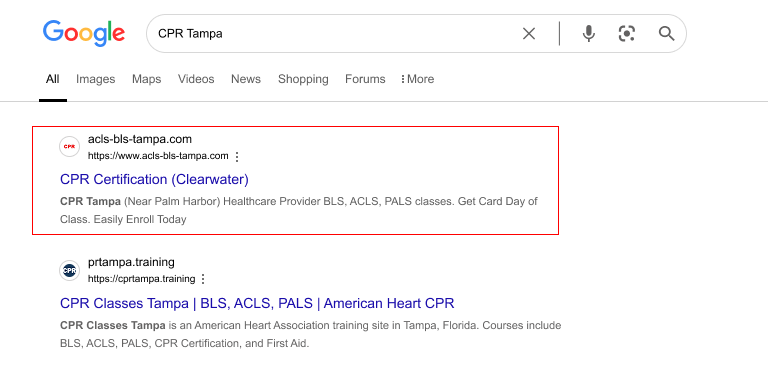 Google
CPR Tampa
All Images Maps Videos News Shopping Forums More
CPR
acls-bls-tampa.com
https://www.acls-bls-tampa.com
CPR Certification (Clearwater)
CPR Tampa (Near Palm Harbor) Healthcare Provider BLS, ACLS, PALS classes. Get Card Day of
Class. Easily Enroll Today
CPR
prtampa.training
https://cprtampa.training
CPR Classes Tampa | BLS, ACLS, PALS | American Heart CPR
CPR Classes Tampa is an American Heart Association training site in Tampa, Florida. Courses include
BLS, ACLS, PALS, CPR Certification, and First Aid.